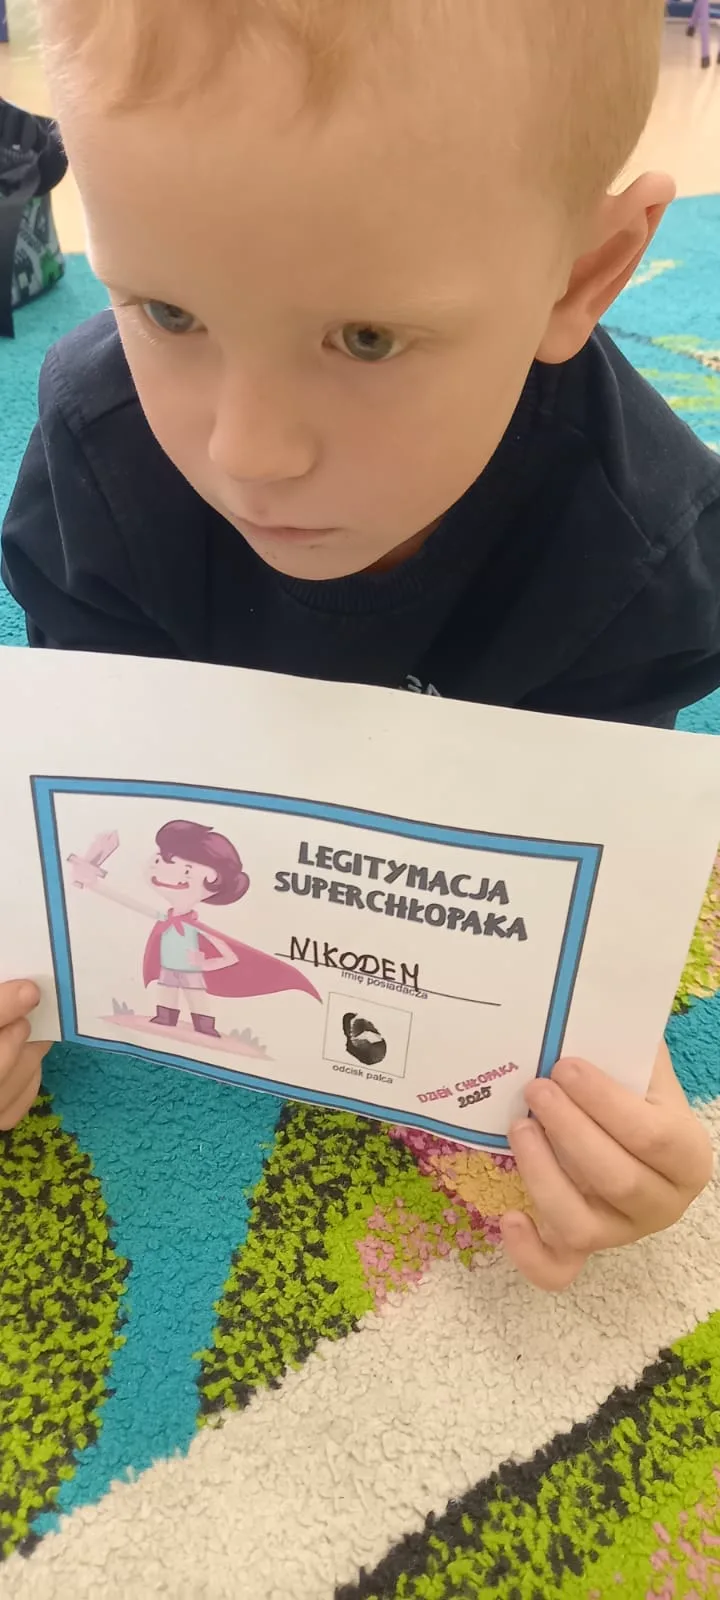 LEGITYMACJA
SUPERCHŁOPAKA
NIKODEM
imię posiadacza
odcisk palca
DZIEŃ CHŁOPAKA
2025